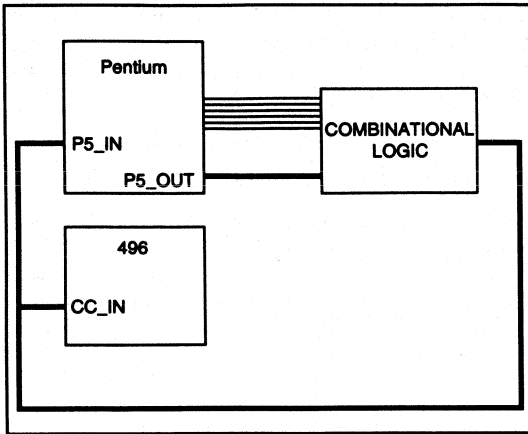 Pentium
P5_IN
P5_OUT
COMBINATIONAL
LOGIC
496
CC_IN